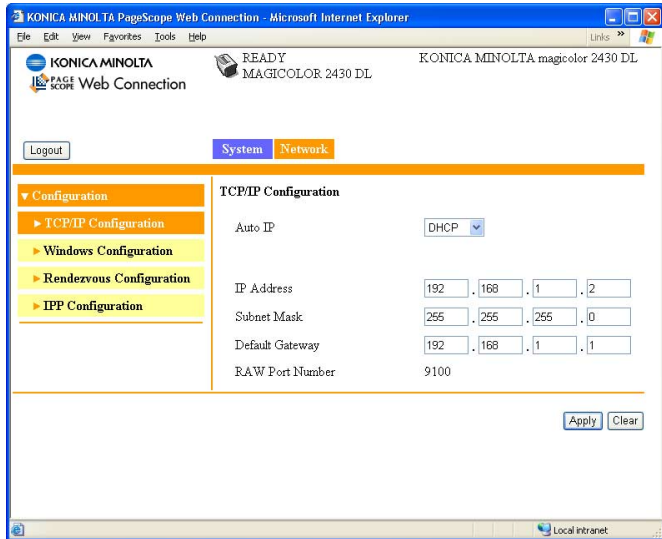 KONICA MINOLTA PageScope Web Connection - Microsoft Internet Explorer
File Edit View Favorites Tools Help
Links »
KONICA MINOLTA
PAGE SCOPE Web Connection
READY
MAGICOLOR 2430 DL
KONICA MINOLTA magicolor 2430 DL
Logout
System Network
Configuration
TCP/IP Configuration
Windows Configuration
Rendezvous Configuration
IPP Configuration
TCP/IP Configuration
Auto IP DHCP
IP Address 192 . 168 . 1 . 2
Subnet Mask 255 . 255 . 255 . 0
Default Gateway 192 . 168 . 1 . 1
RAW Port Number 9100
Apply Clear
Local intranet